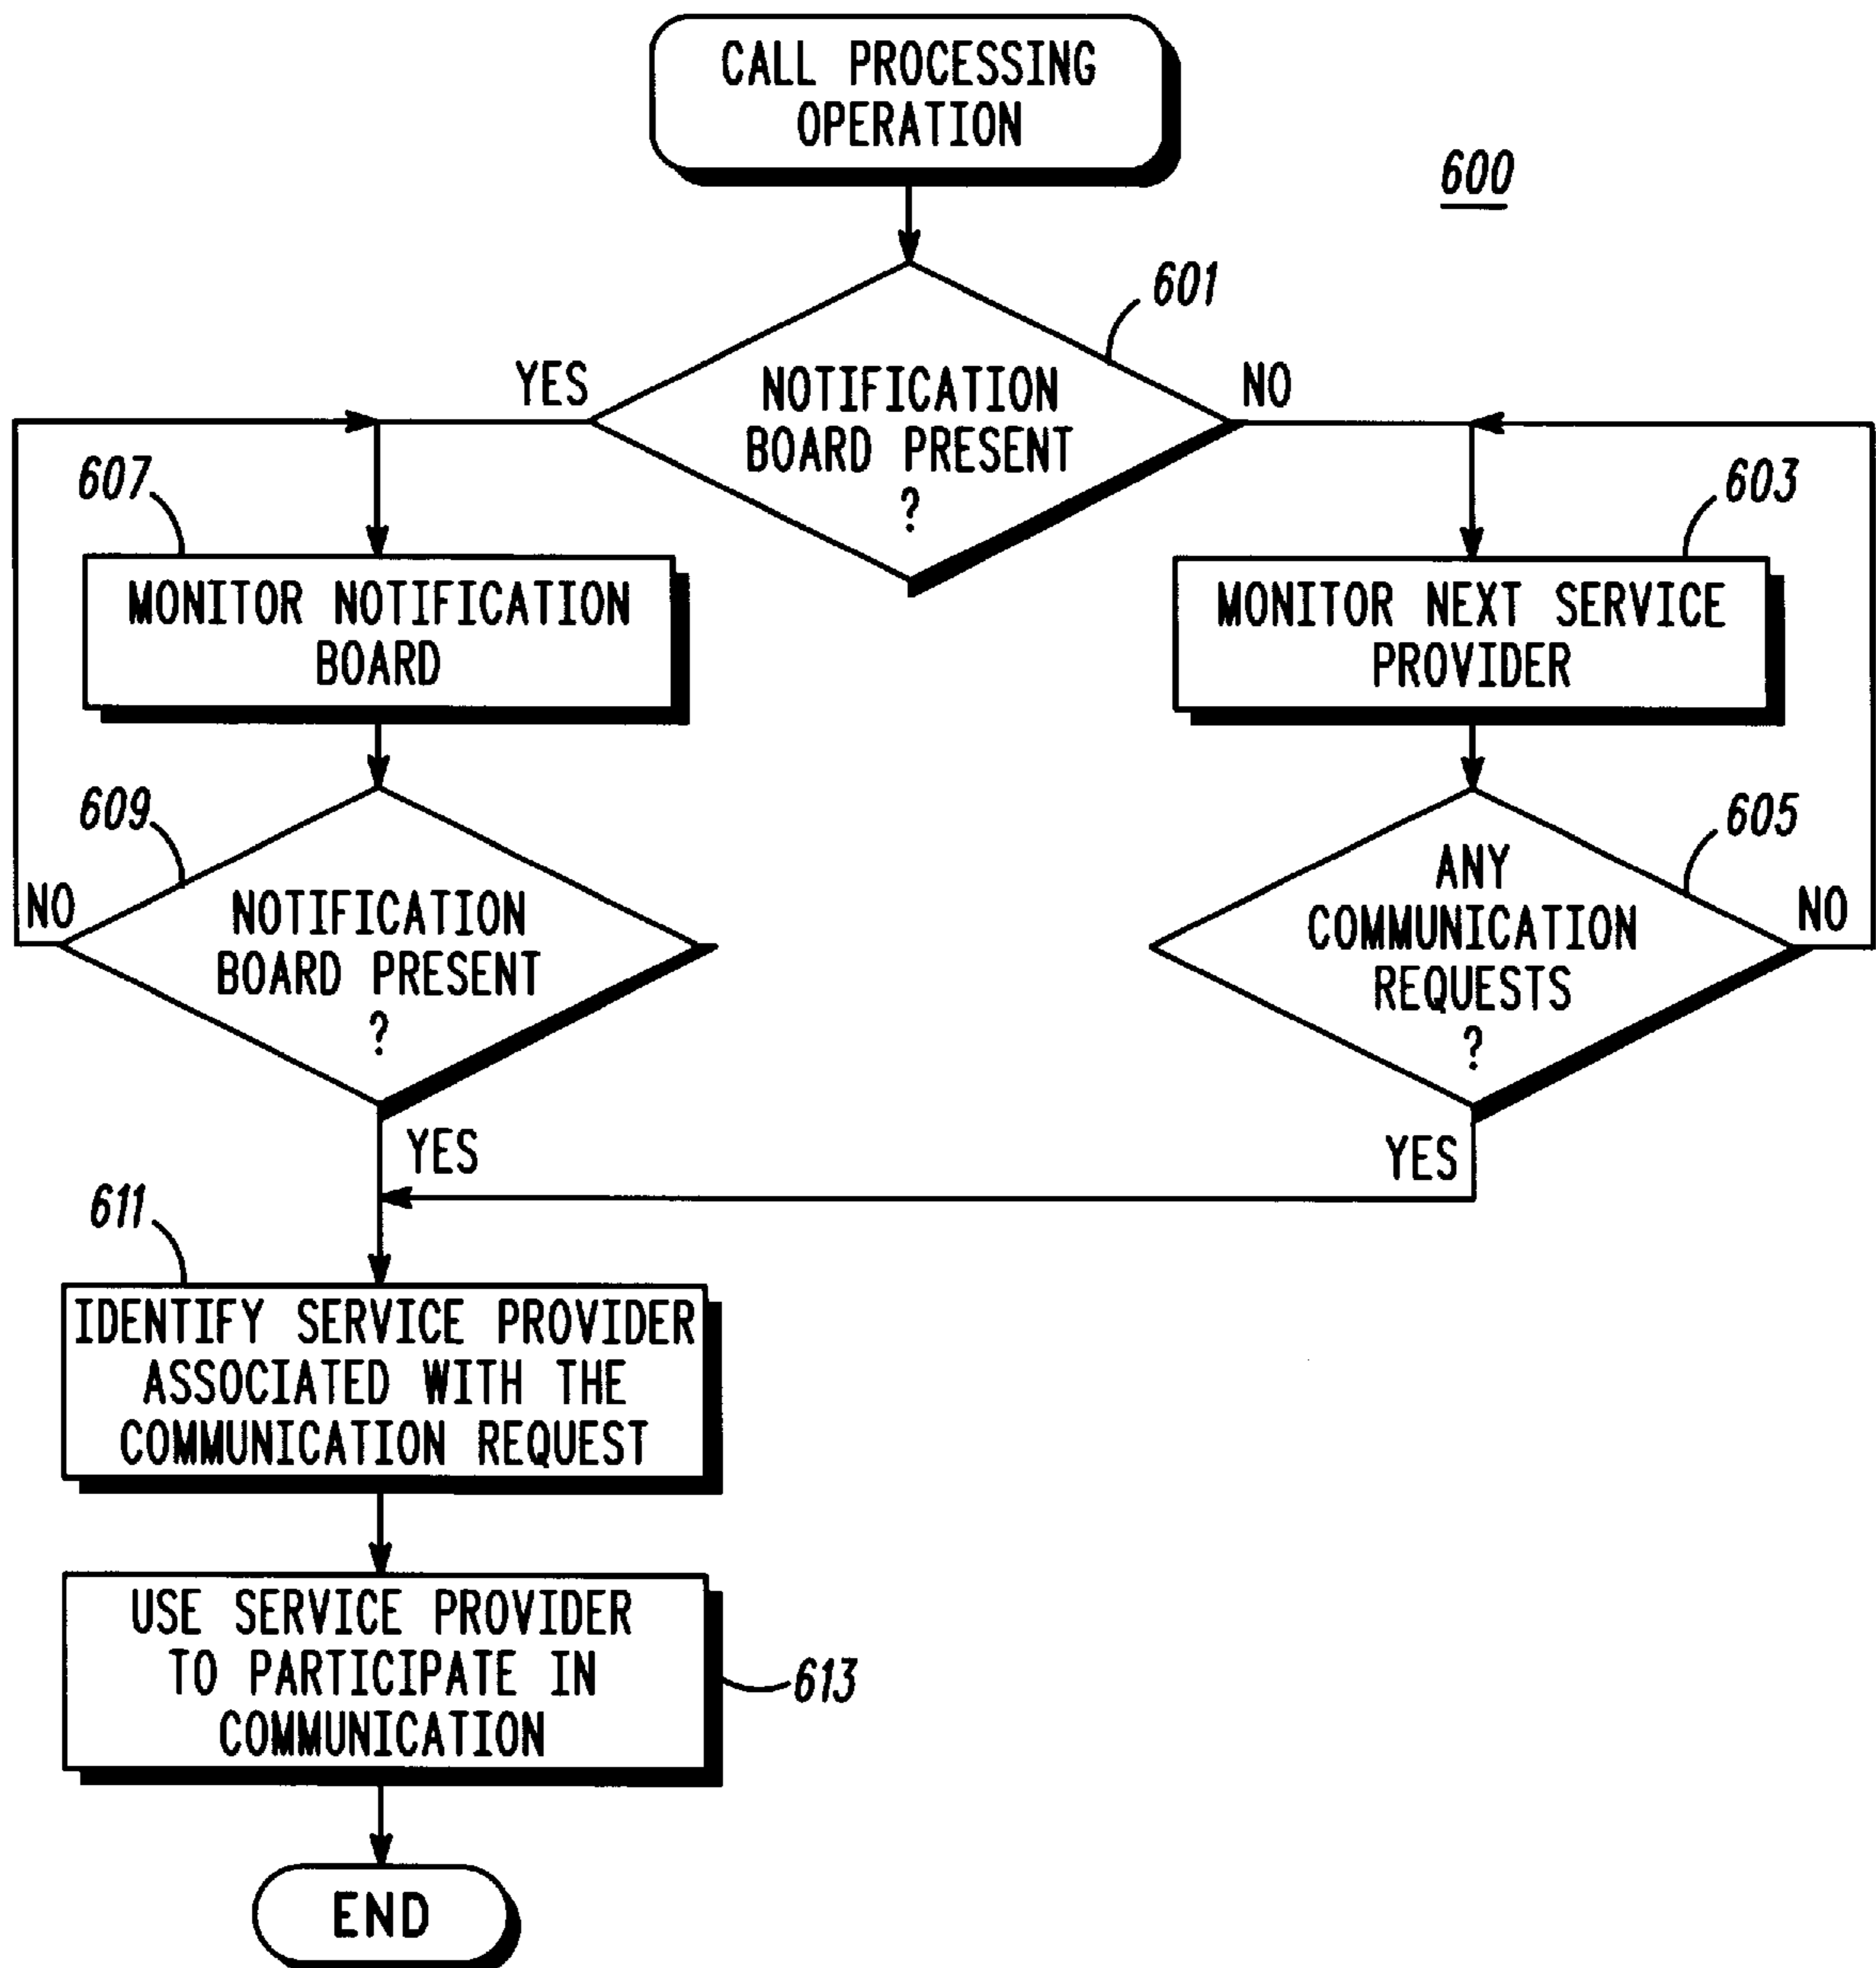 CALL PROCESSING
OPERATION
600
601
YES
NOTIFICATION
BOARD PRESENT
?
NO
607
MONITOR NOTIFICATION
BOARD
603
MONITOR NEXT SERVICE
PROVIDER
609
NO
NOTIFICATION
BOARD PRESENT
?
YES
605
ANY
COMMUNICATION
REQUESTS
?
NO
YES
611
IDENTIFY SERVICE PROVIDER
ASSOCIATED WITH THE
COMMUNICATION REQUEST
USE SERVICE PROVIDER
TO PARTICIPATE IN
COMMUNICATION
613
END